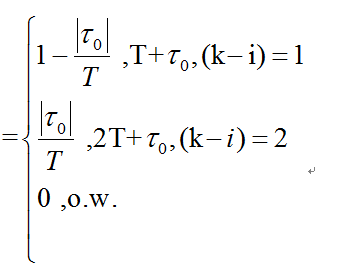 1 − |τ₀|/T ,T+τ₀,(k−i)=1
= |τ₀|/T ,2T+τ₀,(k−i)=2
0 ,o.w.